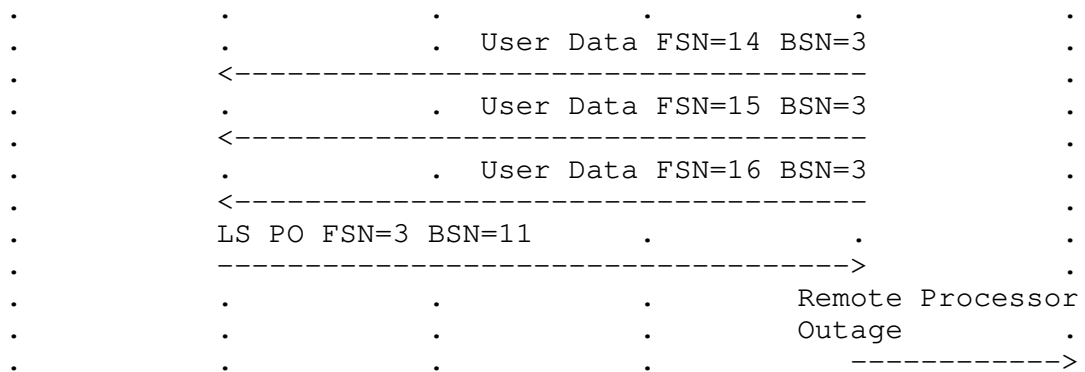 .            .            .            .            .            .
.            .            .  User Data FSN=14 BSN=3            .
.            <-------------------------------------            .
.            .            .  User Data FSN=15 BSN=3            .
.            <-------------------------------------            .
.            .            .  User Data FSN=16 BSN=3            .
.            <-------------------------------------            .
.            LS PO FSN=3 BSN=11      .            .            .
.            ------------------------------------->            .
.            .            .            .        Remote Processor
.            .            .            .        Outage         .
.            .            .            .           ------------>